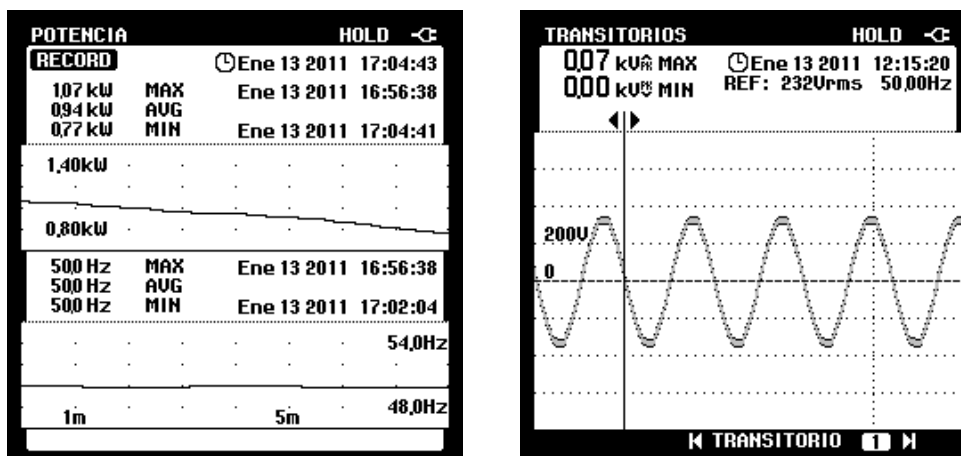 POTENCIA HOLD
RECORD Ene 13 2011 17:04:43
1,07 kW MAX Ene 13 2011 16:56:38
0,94 kW AVG
0,77 kW MIN Ene 13 2011 17:04:41
1,40kW
0,80kW
50,0 Hz MAX Ene 13 2011 16:56:38
50,0 Hz AVG
50,0 Hz MIN Ene 13 2011 17:02:04
54,0Hz
48,0Hz
1m 5m
TRANSITORIOS HOLD
0,07 kV MAX Ene 13 2011 12:15:20
0,00 kV MIN REF: 232Vrms 50,00Hz
200V
0
TRANSITORIO 1